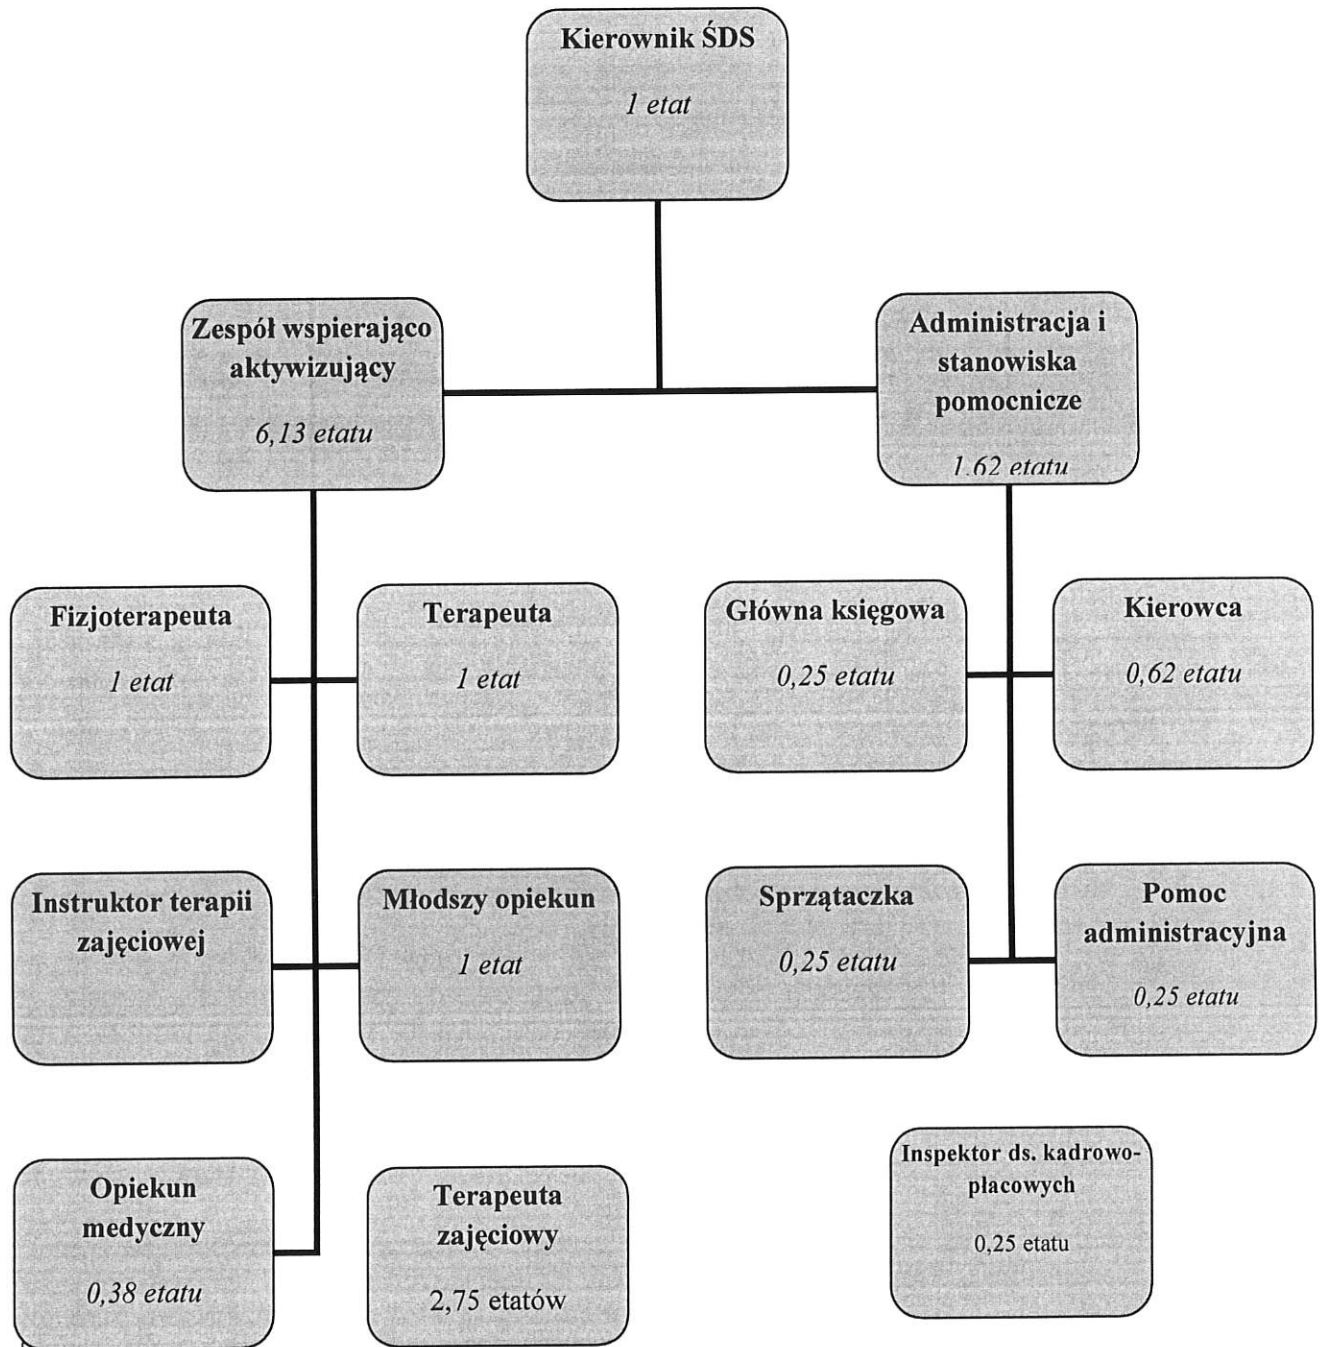 Kierownik ŚDS
1 etat
Zespół wspierająco
aktywizujący
6,13 etatu
Administracja i
stanowiska
pomocnicze
1.62 etatu
Fizjoterapeuta
1 etat
Terapeuta
1 etat
Główna księgowa
0,25 etatu
Kierowca
0,62 etatu
Instruktor terapii
zajęciowej
Młodszy opiekun
1 etat
Sprzątaczka
0,25 etatu
Pomoc
administracyjna
0,25 etatu
Opiekun
medyczny
0,38 etatu
Terapeuta
zajęciowy
2,75 etatów
Inspektor ds. kadrowo-
płacowych
0,25 etatu